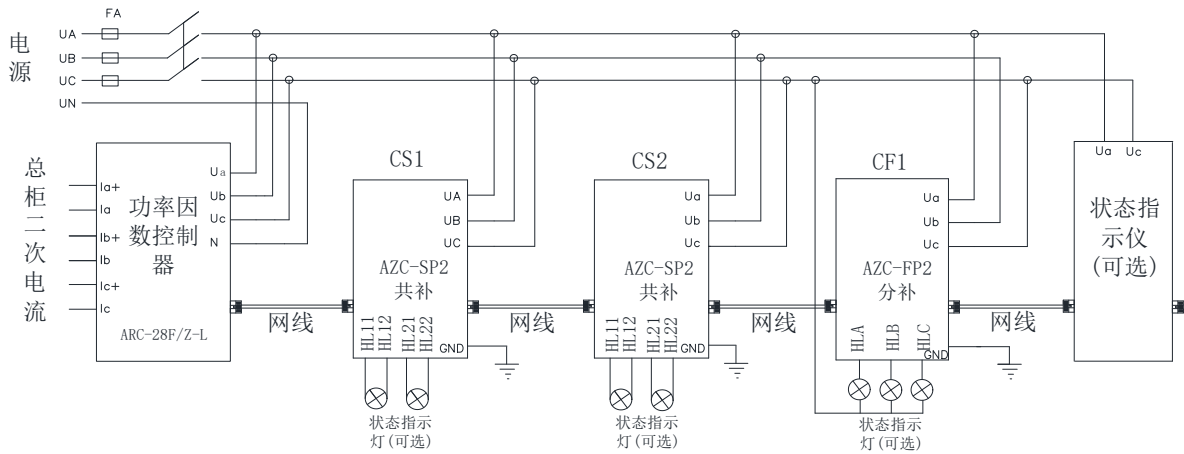 电源
FA
UA
UB
UC
UN
总柜二次电流
Ia+
Ia
Ib+
Ib
Ic+
Ic
功率因
数控制
器
ARC-28F/Z-L
Ua
Ub
Uc
N
网线
CS1
UA
UB
UC
AZC-SP2
共补
HL11
HL12
HL21
HL22
GND
状态指示
灯(可选)
网线
CS2
Ua
Ub
Uc
AZC-SP2
共补
HL11
HL12
HL21
HL22
GND
状态指示
灯(可选)
网线
CF1
Ua
Ub
Uc
AZC-FP2
分补
HLA
HLB
HLC
GND
状态指示
灯(可选)
网线
Ua Uc
状态指
示仪
(可选)